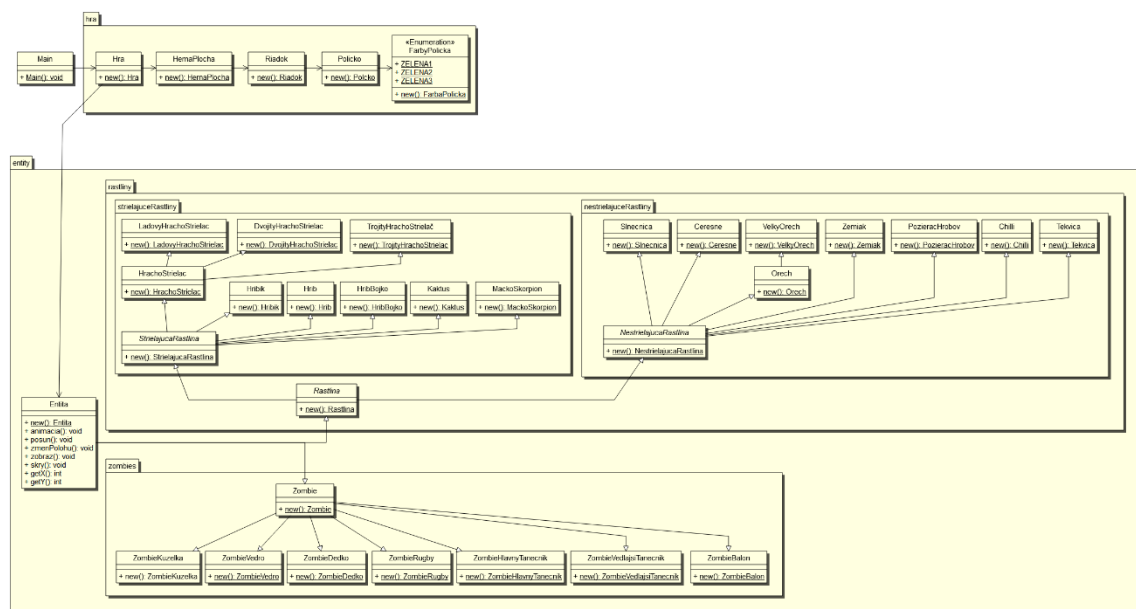 hra
Main
+ Main(): void
Hra
+ new(): Hra
HernaPlocha
+ new(): HernaPlocha
Riadok
+ new(): Riadok
Policko
+ new(): Polcko
«Enumeration»
FarbyPolicka
+ ZELENA1
+ ZELENA2
+ ZELENA3
+ new(): FarbaPolicka
entity
rastliny
strielajuceRastliny
LadovyHrachoStrielac
+ new(): LadovyHrachoStrielac
DvojityHrachoStrielac
+ new(): DvojityHrachoStrielac
TrojityHrachoStrielač
+ new(): TrojityHrachoStrielac
HrachoStrielac
+ new(): HrachoStrielac
Hribik
+ new(): Hribik
Hrib
+ new(): Hrib
HribBojko
+ new(): HribBojko
Kaktus
+ new(): Kaktus
MackoSkorpion
+ new(): MackoSkorpion
StrielajucaRastlina
+ new(): StrielajucaRastlina
nestrielajuceRastliny
Slnecnica
+ new(): Slnecnica
Ceresne
+ new(): Ceresne
VelkyOrech
+ new(): VelkyOrech
Zemiak
+ new(): Zemiak
PozieracHrobov
+ new(): PozieracHrobov
Chilli
+ new(): Chilli
Tekvica
+ new(): Tekvica
Orech
+ new(): Orech
NestrielajucaRastlina
+ new(): NestrielajucaRastlina
Rastlina
+ new(): Rastlina
Entita
+ new(): Entita
+ animacia(): void
+ posun(): void
+ zmenPolohu(): void
+ zobraz(): void
+ skry(): void
+ getX(): int
+ getY(): int
zombies
Zombie
+ new(): Zombie
ZombieKuzelka
+ new(): ZombieKuzelka
ZombieVedro
+ new(): ZombieVedro
ZombieDedko
+ new(): ZombieDedko
ZombieRugby
+ new(): ZombieRugby
ZombieHlavnyTanecnik
+ new(): ZombieHlavnyTanecnik
ZombieVedlajsiTanecnik
+ new(): ZombieVedlajsiTanecnik
ZombieBalon
+ new(): ZombieBalon